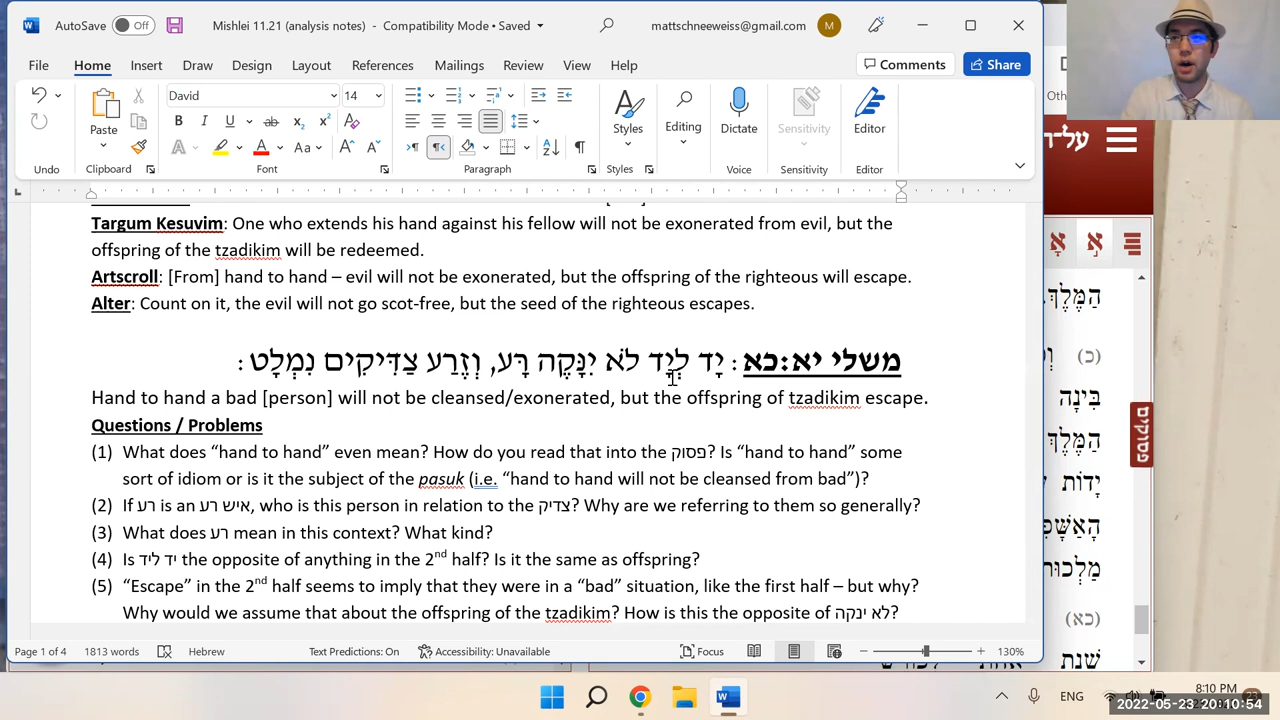 AutoSave Off Mishlei 11.21 (analysis notes) - Compatibility Mode • Saved mattschneeweiss@gmail.com M
File Home Insert Draw Design Layout References Mailings Review View Help Comments Share
David 14
Paste Styles Editing Dictate Sensitivity Editor
Undo Clipboard Font Paragraph Styles Voice Sensitivity Editor
Targum Kesuvim: One who extends his hand against his fellow will not be exonerated from evil, but the
offspring of the tzadikim will be redeemed.
Artscroll: [From] hand to hand – evil will not be exonerated, but the offspring of the righteous will escape.
Alter: Count on it, the evil will not go scot-free, but the seed of the righteous escapes.
משלי יא:כא: יָד לְיָד לֹא יִנָּקֶה רָּע, וְזֶרַע צַדִּיקִים נִמְלָט:
Hand to hand a bad [person] will not be cleansed/exonerated, but the offspring of tzadikim escape.
Questions / Problems
(1) What does “hand to hand” even mean? How do you read that into the פסוק? Is “hand to hand” some
sort of idiom or is it the subject of the pasuk (i.e. “hand to hand will not be cleansed from bad”)?
(2) If רע is an איש רע, who is this person in relation to the צדיק? Why are we referring to them so generally?
(3) What does רע mean in this context? What kind?
(4) Is יד ליד the opposite of anything in the 2nd half? Is it the same as offspring?
(5) “Escape” in the 2nd half seems to imply that they were in a “bad” situation, like the first half – but why?
Why would we assume that about the offspring of the tzadikim? How is this the opposite of לא ינקה?
Page 1 of 4 1813 words Hebrew Text Predictions: On Accessibility: Unavailable Focus 130%
על־ד
אָ אָ
הַמֶּלֶךְ
(כ)
בִּינָה
הַמֶּלֶךְ
פסוקים
יָדוֹת
הָאַשָּׁפִ
מַלְכוּת
(כא)
שְׁנַת
ENG 8:10 PM
2022-05-23 20:10:54